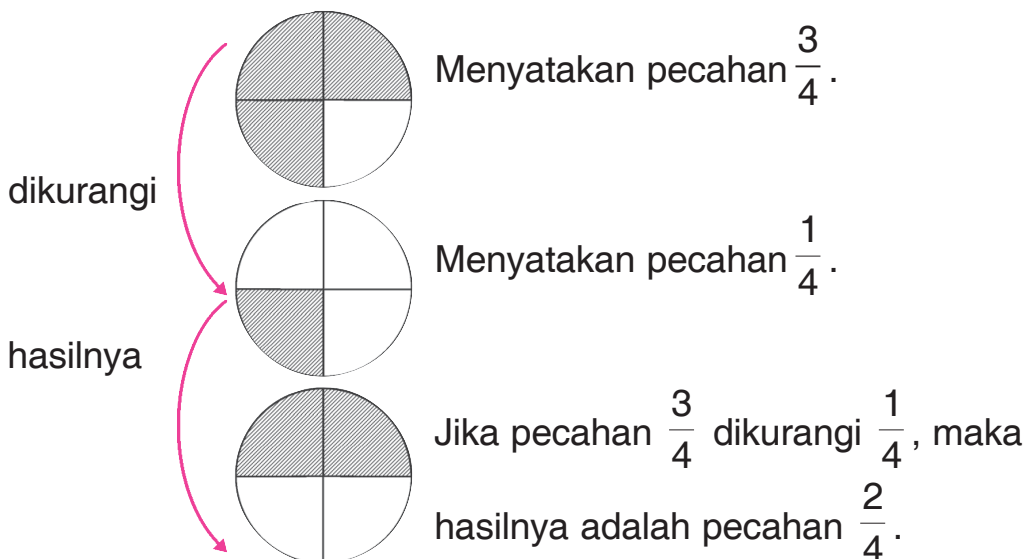 Menyatakan pecahan 3/4.
dikurangi
Menyatakan pecahan 1/4.
hasilnya
Jika pecahan 3/4 dikurangi 1/4, maka
hasilnya adalah pecahan 2/4.